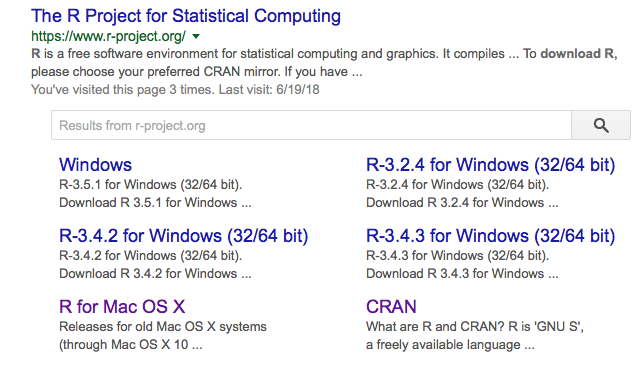 The R Project for Statistical Computing
https://www.r-project.org/
R is a free software environment for statistical computing and graphics. It compiles ... To download R,
please choose your preferred CRAN mirror. If you have ...
You've visited this page 3 times. Last visit: 6/19/18
Results from r-project.org
Windows
R-3.5.1 for Windows (32/64 bit).
Download R 3.5.1 for Windows ...
R-3.2.4 for Windows (32/64 bit)
R-3.2.4 for Windows (32/64 bit).
Download R 3.2.4 for Windows ...
R-3.4.2 for Windows (32/64 bit)
R-3.4.2 for Windows (32/64 bit).
Download R 3.4.2 for Windows ...
R-3.4.3 for Windows (32/64 bit)
R-3.4.3 for Windows (32/64 bit).
Download R 3.4.3 for Windows ...
R for Mac OS X
Releases for old Mac OS X systems
(through Mac OS X 10 ...
CRAN
What are R and CRAN? R is 'GNU S',
a freely available language ...